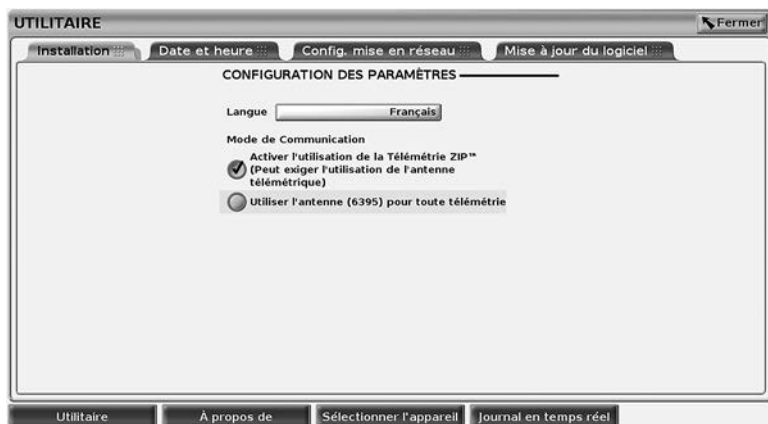 UTILITAIRE
Fermer
Installation
Date et heure
Config. mise en réseau
Mise à jour du logiciel
CONFIGURATION DES PARAMÈTRES
Langue
Français
Mode de Communication
Activer l'utilisation de la Télémétrie ZIP™
(Peut exiger l'utilisation de l'antenne
télémétrique)
Utiliser l'antenne (6395) pour toute télémétrie
Utilitaire
À propos de
Sélectionner l'appareil
Journal en temps réel